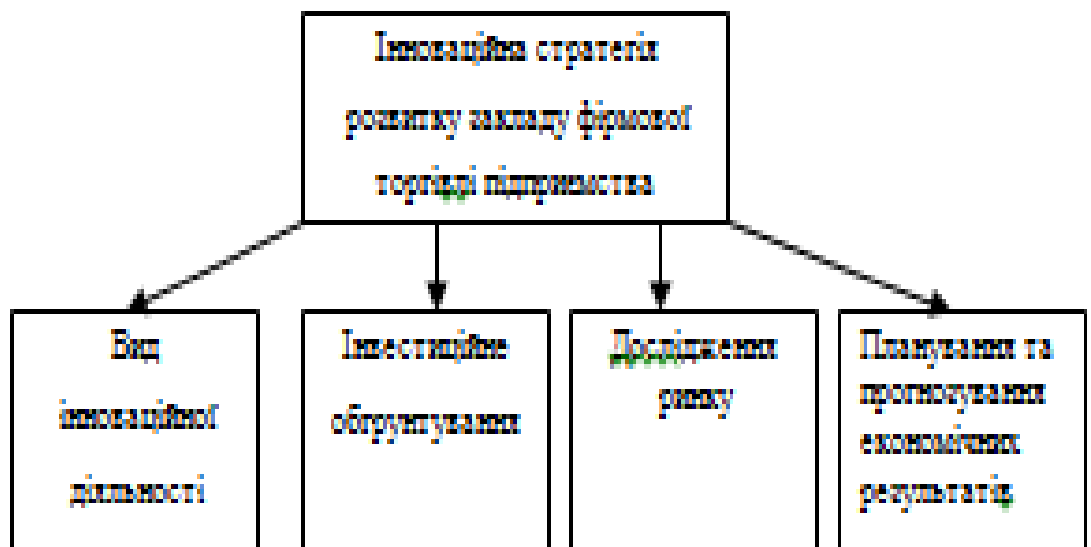 Інноваційна стратегія
розвитку закладу фірмової
торгівлі підприємства
Вид
інноваційної
діяльності
Інвестиційне
обґрунтування
Дослідження
ринку
Планування та
прогнозування
економічних
результатів